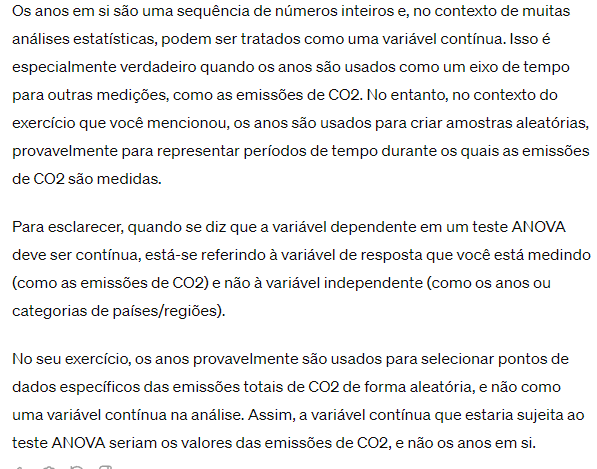 Os anos em si são uma sequência de números inteiros e, no contexto de muitas
análises estatísticas, podem ser tratados como uma variável contínua. Isso é
especialmente verdadeiro quando os anos são usados como um eixo de tempo
para outras medições, como as emissões de CO2. No entanto, no contexto do
exercício que você mencionou, os anos são usados para criar amostras aleatórias,
provavelmente para representar períodos de tempo durante os quais as emissões
de CO2 são medidas.
Para esclarecer, quando se diz que a variável dependente em um teste ANOVA
deve ser contínua, está-se referindo à variável de resposta que você está medindo
(como as emissões de CO2) e não à variável independente (como os anos ou
categorias de países/regiões).
No seu exercício, os anos provavelmente são usados para selecionar pontos de
dados específicos das emissões totais de CO2 de forma aleatória, e não como
uma variável contínua na análise. Assim, a variável contínua que estaria sujeita ao
teste ANOVA seriam os valores das emissões de CO2, e não os anos em si.